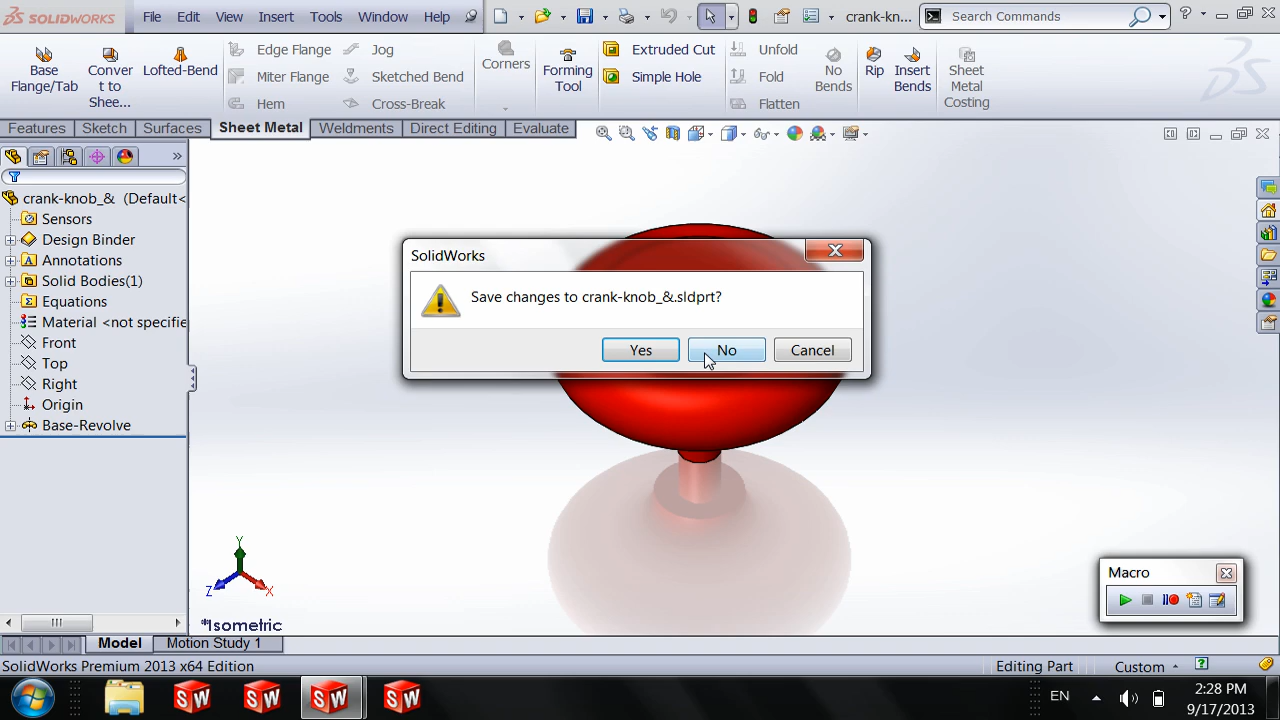 SOLIDWORKS File Edit View Insert Tools Window Help crank-kn... Search Commands
Base Flange/Tab
Conver t to Shee...
Lofted-Bend
Edge Flange
Miter Flange
Hem
Jog
Sketched Bend
Cross-Break
Corners
Forming Tool
Extruded Cut
Simple Hole
Unfold
Fold
Flatten
No Bends
Rip
Insert Bends
Sheet Metal Costing
Features Sketch Surfaces Sheet Metal Weldments Direct Editing Evaluate
crank-knob_& (Default<
Sensors
Design Binder
Annotations
Solid Bodies(1)
Equations
Material <not specifie
Front
Top
Right
Origin
Base-Revolve
SolidWorks
Save changes to crank-knob_&.sldprt?
Yes No Cancel
Y
Z X
*Isometric
Macro
Model Motion Study 1
SolidWorks Premium 2013 x64 Edition Editing Part Custom
SW SW SW SW EN 2:28 PM
9/17/2013